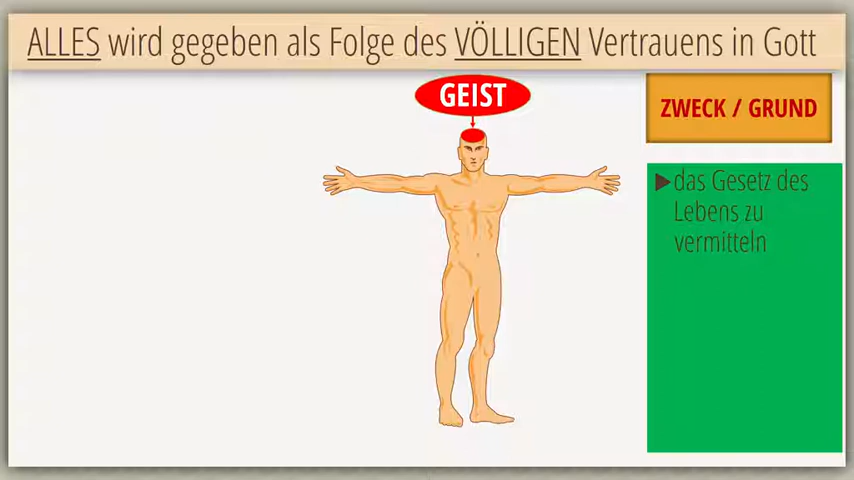 ALLES wird gegeben als Folge des VÖLLIGEN Vertrauens in Gott
GEIST
ZWECK / GRUND
das Gesetz des
Lebens zu
vermitteln